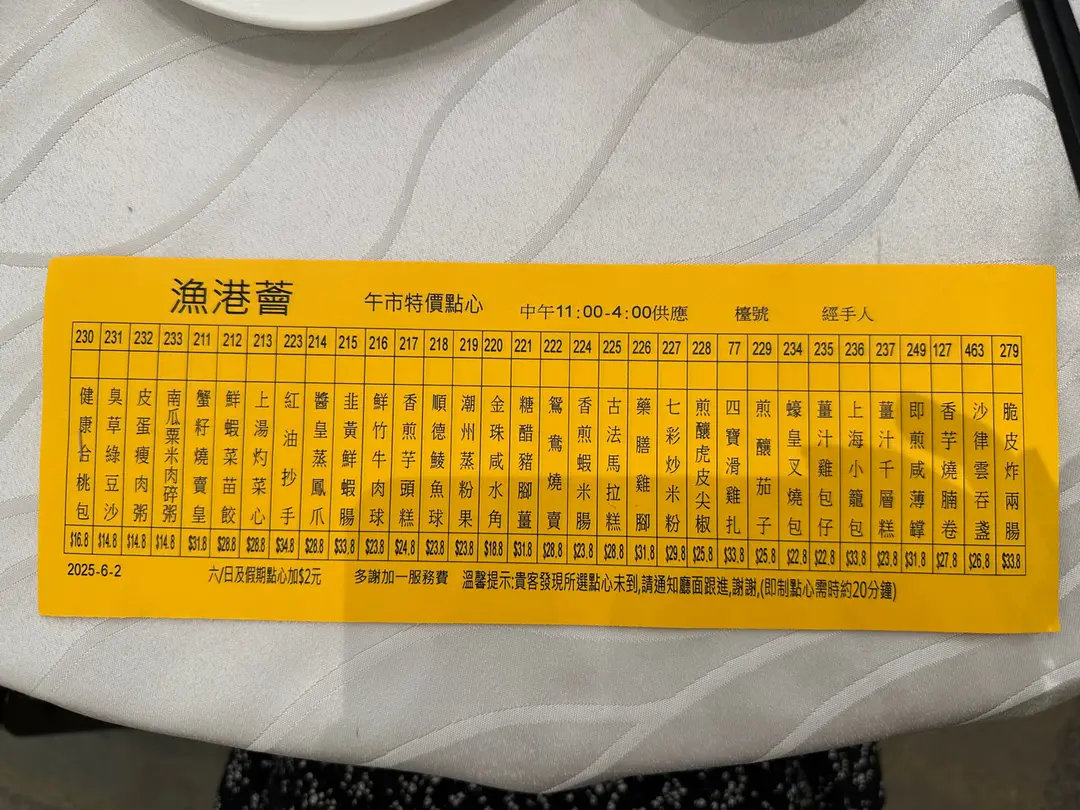 漁港薈 午市特價點心 中午11:00-4:00供應 檯號 經手人
230 健康合桃包 $16.8
231 臭草綠豆沙 $14.8
232 皮蛋瘦肉粥 $14.8
233 南瓜粟米肉碎粥 $14.8
211 蟹籽燒賣皇 $31.8
212 鮮蝦菜苗餃 $28.8
213 上湯灼菜心 $28.8
223 紅油抄手 $34.8
214 醬皇蒸鳳爪 $28.8
215 韭黃鮮蝦腸 $33.8
216 鮮竹牛肉球 $23.8
217 香煎芋頭糕 $24.8
218 順德鯪魚球 $23.8
219 潮州蒸粉果 $23.8
220 金珠咸水角 $18.8
221 糖醋豬腳薑 $31.8
222 鴛鴦燒賣 $28.8
224 香煎蝦米腸 $23.8
225 古法馬拉糕 $28.8
226 藥膳雞腳 $31.8
227 七彩炒米粉 $29.8
228 煎釀虎皮尖椒 $25.8
77 四寶滑雞扎 $33.8
229 煎釀茄子 $25.8
234 蠔皇叉燒包 $22.8
235 薑汁雞包仔 $22.8
236 上海小籠包 $33.8
237 薑汁千層糕 $23.8
249 即煎咸薄罉 $31.8
127 香芋燒腩卷 $27.8
463 沙律雲吞盞 $26.8
279 脆皮炸兩腸 $33.8
2025-6-2 六/日及假期點心加$2元 多謝加一服務費 溫馨提示:貴客發現所選點心未到,請通知廳面跟進,謝謝,(即制點心需時約20分鐘)